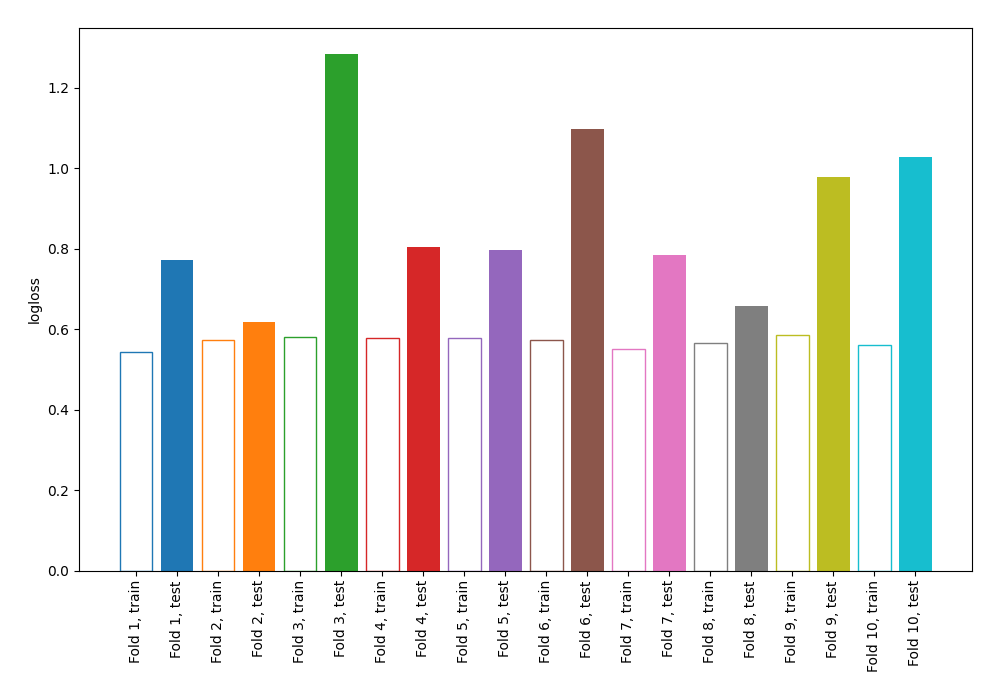 logloss
1.2
1.0
0.8
0.6
0.4
0.2
0.0
Fold 1, train
Fold 1, test
Fold 2, train
Fold 2, test
Fold 3, train
Fold 3, test
Fold 4, train
Fold 4, test
Fold 5, train
Fold 5, test
Fold 6, train
Fold 6, test
Fold 7, train
Fold 7, test
Fold 8, train
Fold 8, test
Fold 9, train
Fold 9, test
Fold 10, train
Fold 10, test